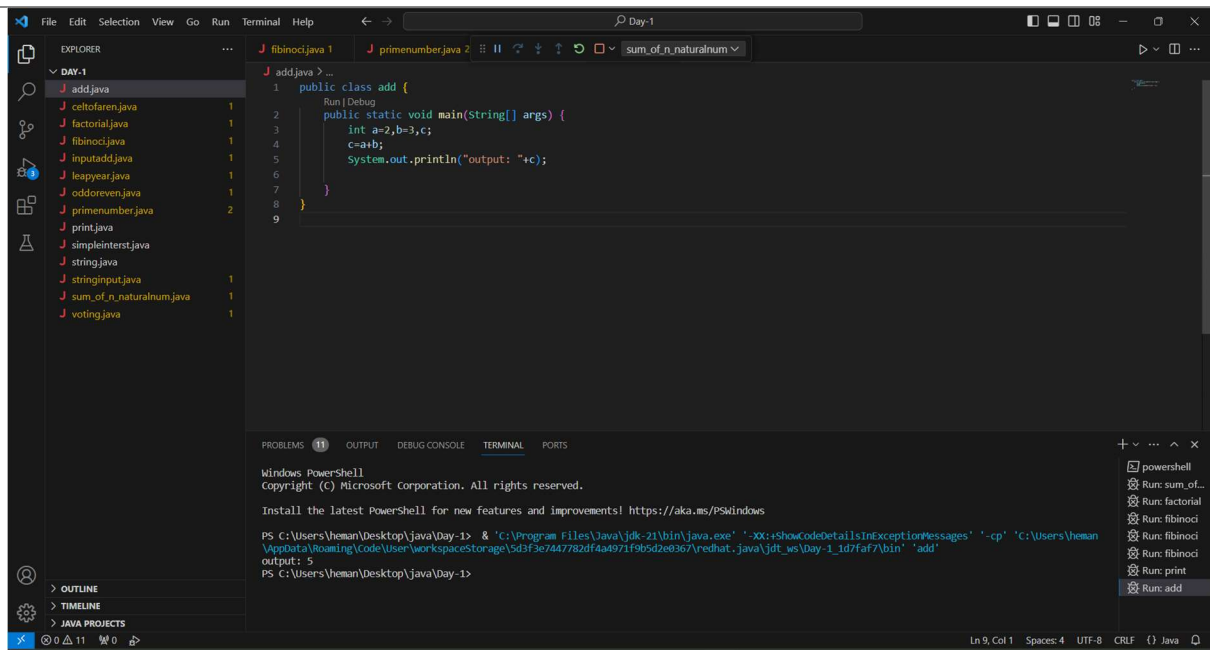 File Edit Selection View Go Run Terminal Help
Day-1
EXPLORER
DAY-1
add.java
celtofaren.java 1
factorial.java 1
fibinoci.java 1
inputadd.java 1
leapyear.java 1
oddoreven.java 1
primenumber.java 2
print.java
simpleinterst.java
string.java
stringinput.java 1
sum_of_n_naturalnum.java 1
voting.java 1
OUTLINE
TIMELINE
JAVA PROJECTS
3
fibinoci.java 1 primenumber.java 2 sum_of_n_naturalnum
add.java > ...
1 public class add {
Run | Debug
2 public static void main(String[] args) {
3 int a=2,b=3,c;
4 c=a+b;
5 System.out.println("output: "+c);
6
7 }
8 }
9
PROBLEMS 11 OUTPUT DEBUG CONSOLE TERMINAL PORTS
Windows PowerShell
Copyright (C) Microsoft Corporation. All rights reserved.
Install the latest PowerShell for new features and improvements! https://aka.ms/PSWindows
PS C:\Users\heman\Desktop\java\Day-1> & 'C:\Program Files\Java\jdk-21\bin\java.exe' '-XX:+ShowCodeDetailsInExceptionMessages' '-cp' 'C:\Users\heman
\AppData\Roaming\Code\User\workspaceStorage\5d3f3e7447782df4a4971f9b5d2e0367\redhat.java\jdt_ws\Day-1_1d7faf7\bin' 'add'
output: 5
PS C:\Users\heman\Desktop\java\Day-1>
powershell
Run: sum_of...
Run: factorial
Run: fibinoci
Run: fibinoci
Run: fibinoci
Run: print
Run: add
0 11 0
Ln 9, Col 1 Spaces: 4 UTF-8 CRLF {} Java